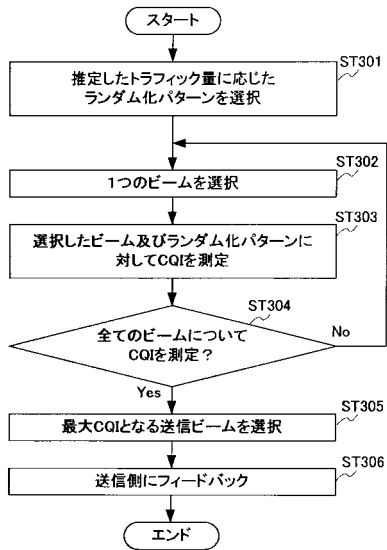 スタート
ST301
推定したトラフィック量に応じた
ランダム化パターンを選択
ST302
1つのビームを選択
ST303
選択したビーム及びランダム化パターンに
対してCQIを測定
ST304
全てのビームについて
CQIを測定?
No
Yes
ST305
最大CQIとなる送信ビームを選択
ST306
送信側にフィードバック
エンド